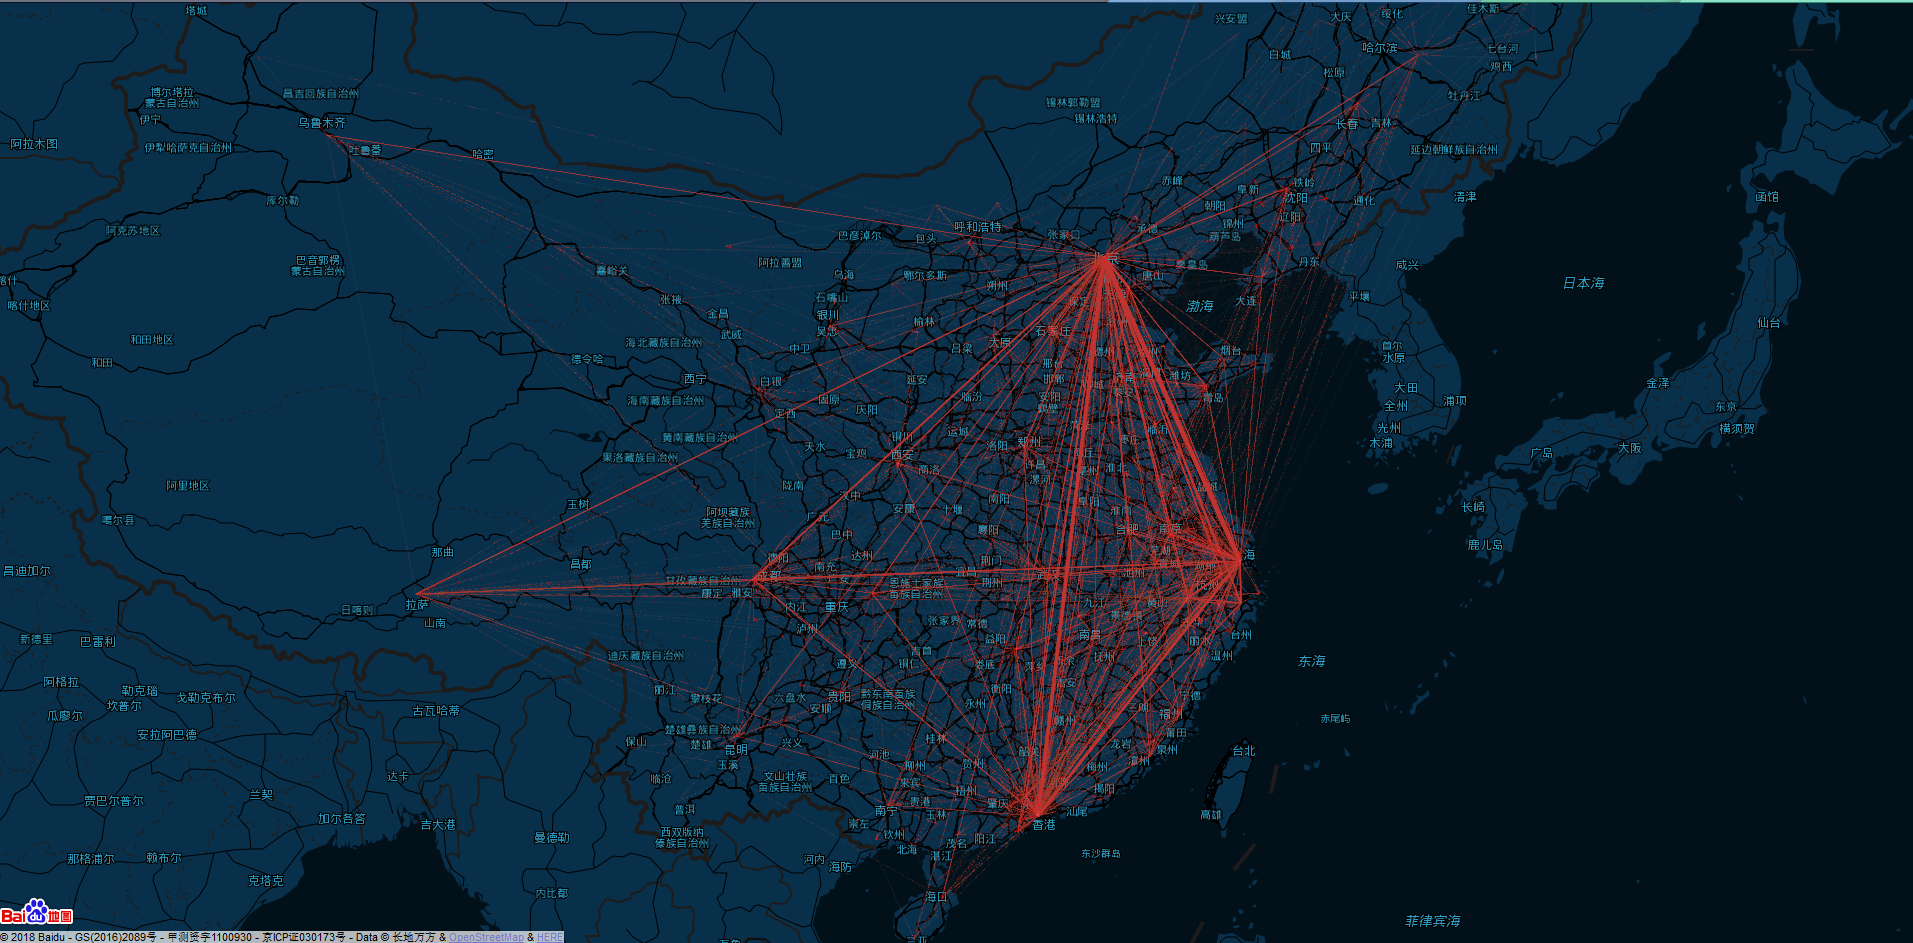 塔城
兴安盟
大庆
绥化
佳木斯
哈尔滨
七台河
白城
鸡西
松原
博尔塔拉
蒙古自治州
昌吉回族自治州
牡丹江
锡林郭勒盟
锡林浩特
伊宁
乌鲁木齐
长春
吉林
阿拉木图
伊犁哈萨克自治州
吐鲁番
哈密
四平
延边朝鲜族自治州
赤峰
阜新
铁岭
沈阳
库尔勒
朝阳
通化
清津
函馆
辽阳
阿克苏地区
呼和浩特
锦州
承德
张家口
巴彦淖尔
包头
葫芦岛
巴音郭楞
蒙古自治州
嘉峪关
阿拉善盟
乌海
鄂尔多斯
唐山
秦皇岛
丹东
咸兴
喀什
日本海
喀什地区
张掖
石嘴山
朔州
保定
大连
平壤
渤海
金昌
银川
吴忠
榆林
石家庄
仙台
武威
和田地区
海北藏族自治州
中卫
吕梁
太原
烟台
首尔
水原
和田
德令哈
西宁
白银
延安
邢台
邯郸
潍坊
大田
金泽
海南藏族自治州
固原
庆阳
临汾
安阳
鹤壁
青岛
全州
浦项
东京
定西
光州
横须贺
黄南藏族自治州
铜川
运城
洛阳
郑州
枣庄
临沂
木浦
天水
宝鸡
西安
广岛
大阪
果洛藏族自治州
商洛
许昌
漯河
淮北
阿里地区
陇南
汉中
南阳
盐城
玉树
安康
十堰
阜阳
淮南
长崎
噶尔县
阿坝藏族
羌族自治州
广元
襄阳
合肥
南京
巴中
鹿儿岛
那曲
德阳
达州
荆门
芜湖
海
昌都
昌迪加尔
成都
南充
广安
宜昌
武汉
池州
甘孜藏族自治州
恩施土家族
苗族自治州
荆州
杭州
康定
雅安
拉萨
日喀则
内江
重庆
九江
黄山
山南
泸州
张家界
常德
景德镇
新德里
巴雷利
益阳
南昌
上饶
丽水
台州
迪庆藏族自治州
吉首
温州
东海
遵义
铜仁
娄底
萍乡
抚州
阿格拉
勒克瑙
坎普尔
戈勒克布尔
丽江
攀枝花
六盘水
贵阳
黔东南苗族
侗族自治州
衡阳
吉安
宁德
瓜廖尔
古瓦哈蒂
安顺
永州
福州
赤尾屿
安阿拉巴德
楚雄彝族自治州
赣州
莆田
保山
楚雄
昆明
兴义
桂林
龙岩
泉州
台北
玉溪
河池
柳州
贺州
韶关
漳州
达卡
临沧
文山壮族
苗族自治州
百色
来宾
梅州
兰契
贾巴尔普尔
普洱
贵港
梧州
肇庆
揭阳
加尔各答
吉大港
南宁
玉林
汕尾
高雄
崇左
香港
曼德勒
西双版纳
傣族自治州
钦州
茂名
阳江
那格浦尔
赖布尔
河内
海防
北海
湛江
东沙群岛
克塔克
内比都
海口
菲律宾海
Bai du 地图
© 2018 Baidu - GS(2016)2089号 - 甲测资字1100930 - 京ICP证030173号 - Data © 长地万方 & OpenStreetMap & HERE